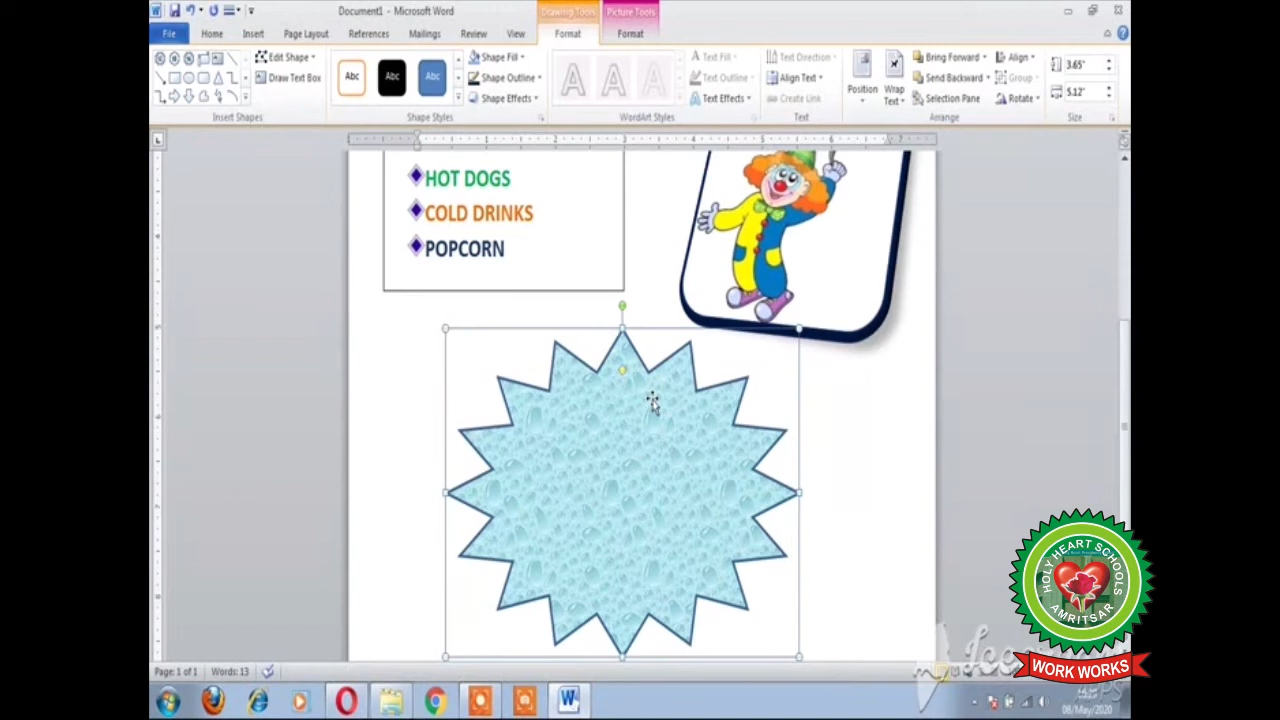 Document1 - Microsoft Word
Drawing Tools
Picture Tools
File
Home
Insert
Page Layout
References
Mailings
Review
View
Format
Format
Edit Shape
Draw Text Box
Insert Shapes
Abc
Abc
Abc
Shape Fill
Shape Outline
Shape Effects
Shape Styles
A
A
A
Text Fill
Text Outline
Text Effects
WordArt Styles
Text Direction
Align Text
Create Link
Text
Position
Wrap
Text
Bring Forward
Send Backward
Selection Pane
Align
Group
Rotate
Arrange
3.65"
5.12"
Size
HOT DOGS
COLD DRINKS
POPCORN
HOLY HEART SCHOOLS
AMRITSAR
WORK WORKS
Page: 1 of 1
Words: 13
08/May/2020